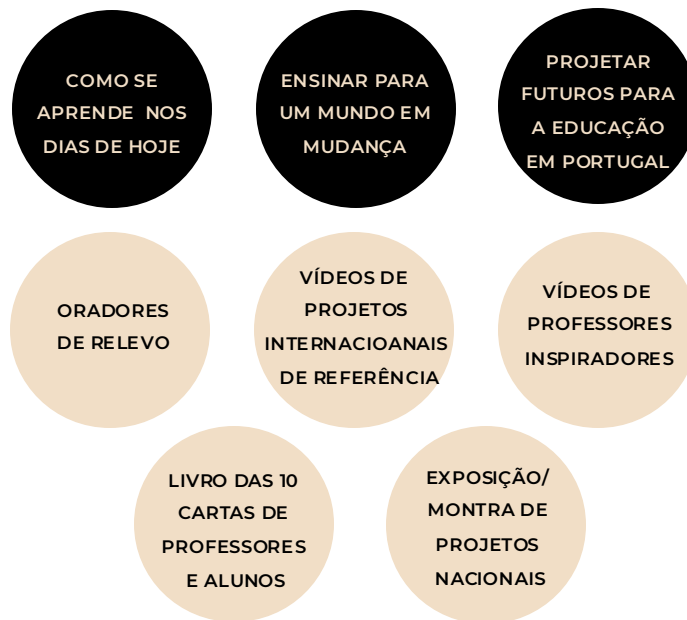 COMO SE
APRENDE NOS
DIAS DE HOJE
ENSINAR PARA
UM MUNDO EM
MUDANÇA
PROJETAR
FUTUROS PARA
A EDUCAÇÃO
EM PORTUGAL
ORADORES
DE RELEVO
VÍDEOS DE
PROJETOS
INTERNACIOANAIS
DE REFERÊNCIA
VÍDEOS DE
PROFESSORES
INSPIRADORES
LIVRO DAS 10
CARTAS DE
PROFESSORES
E ALUNOS
EXPOSIÇÃO/
MONTRA DE
PROJETOS
NACIONAIS